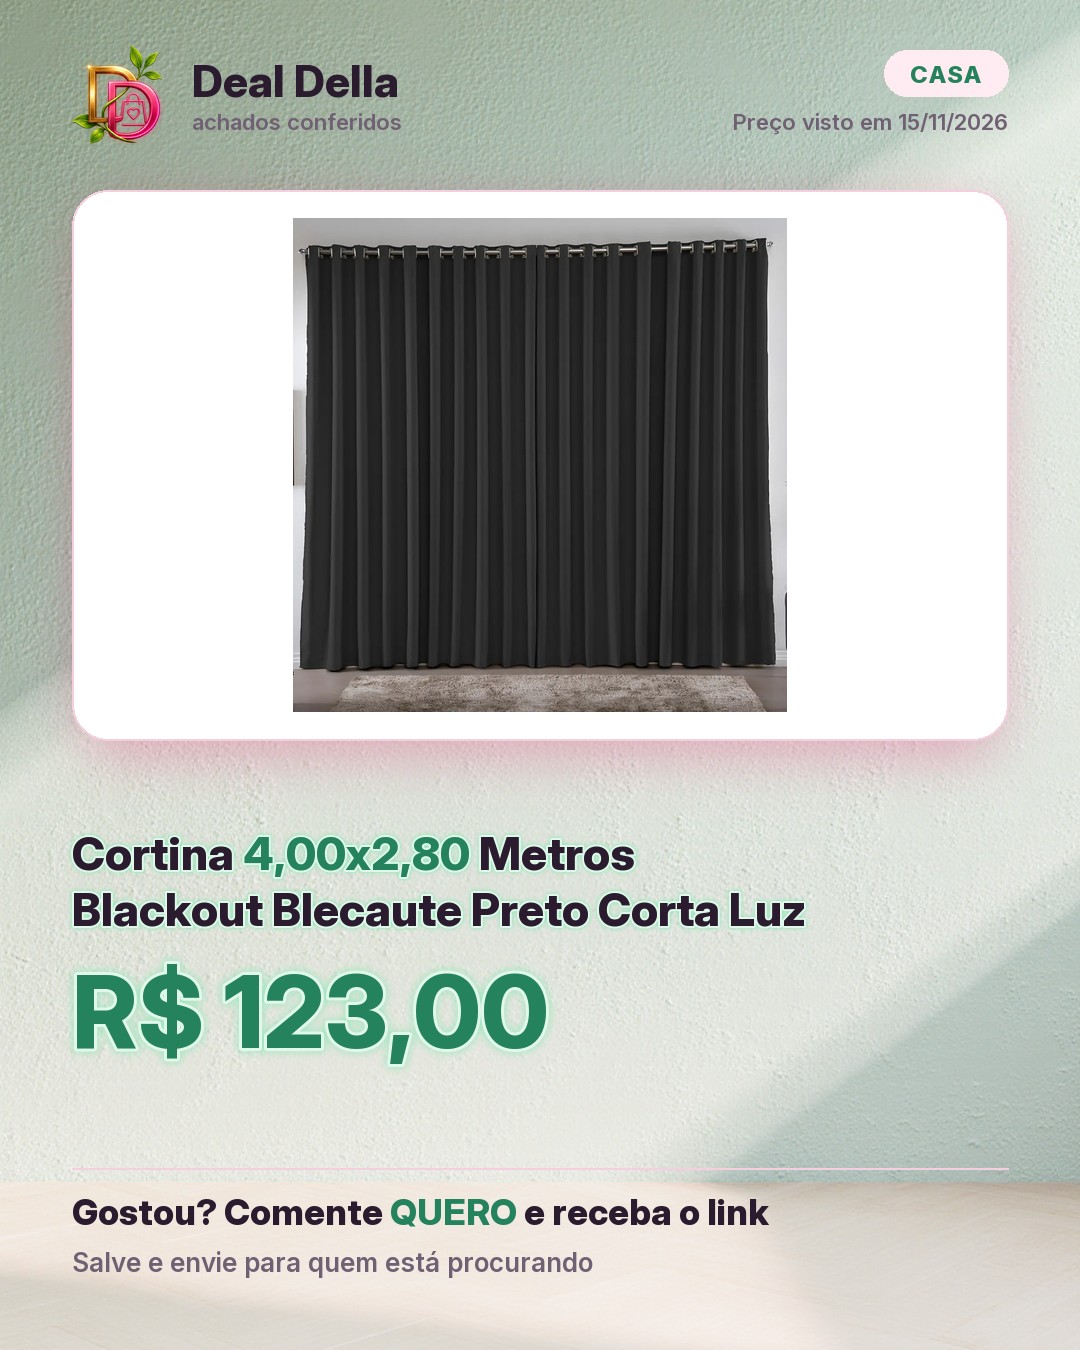 Deal Della
achados conferidos
CASA
Preço visto em 15/11/2026
Cortina 4,00x2,80 Metros
Blackout Blecaute Preto Corta Luz
R$ 123,00
Gostou? Comente QUERO e receba o link
Salve e envie para quem está procurando